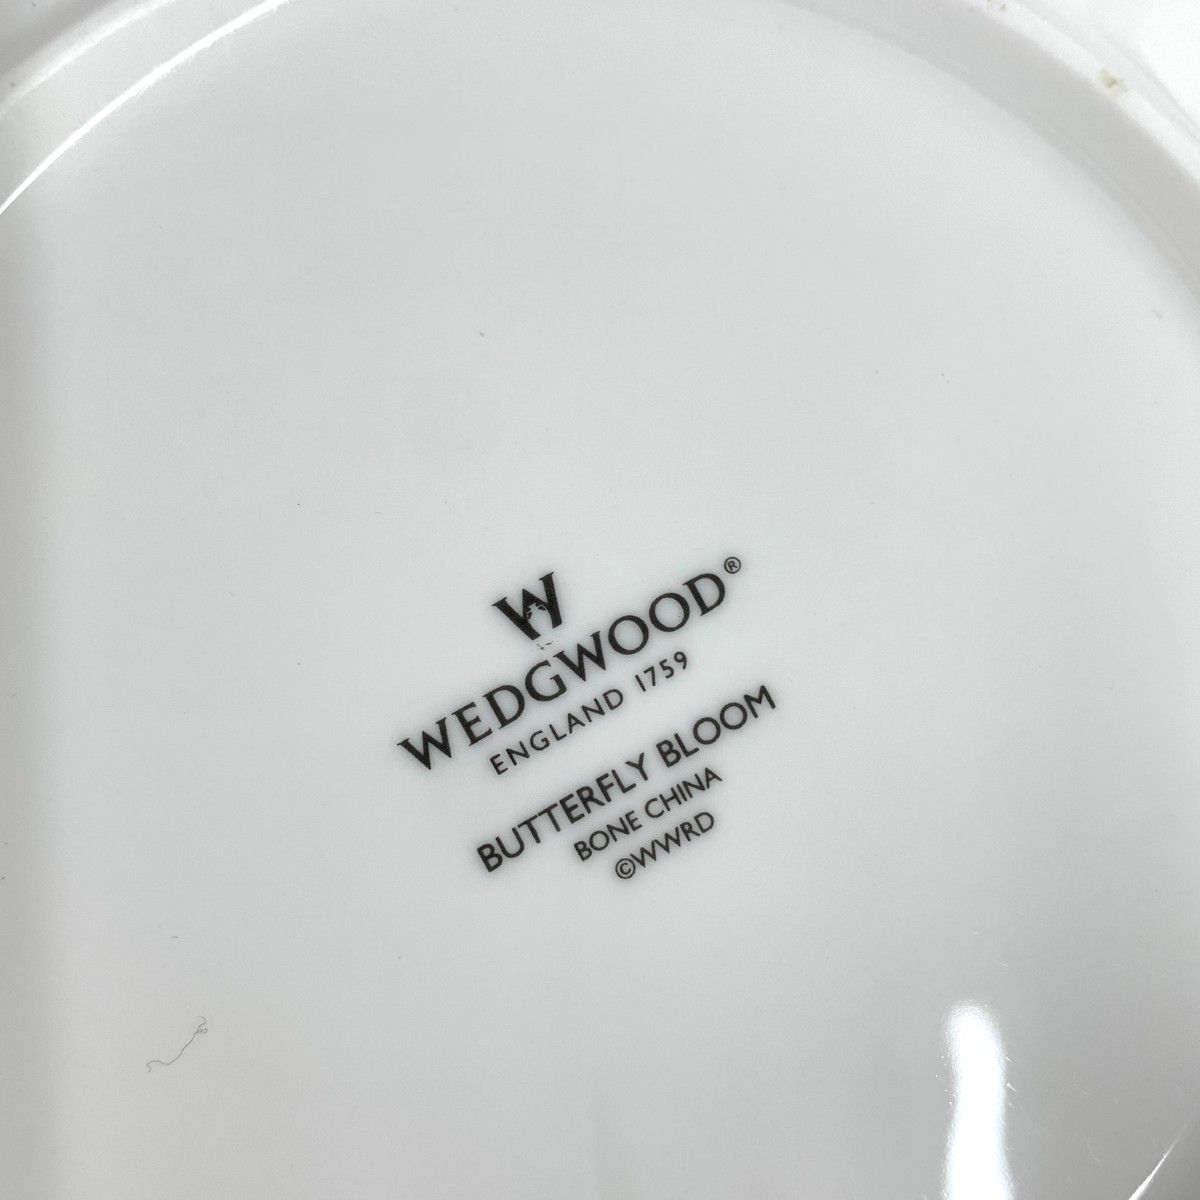 W
WEDGWOOD®
ENGLAND 1759
BUTTERFLY BLOOM
BONE CHINA
©WWRD